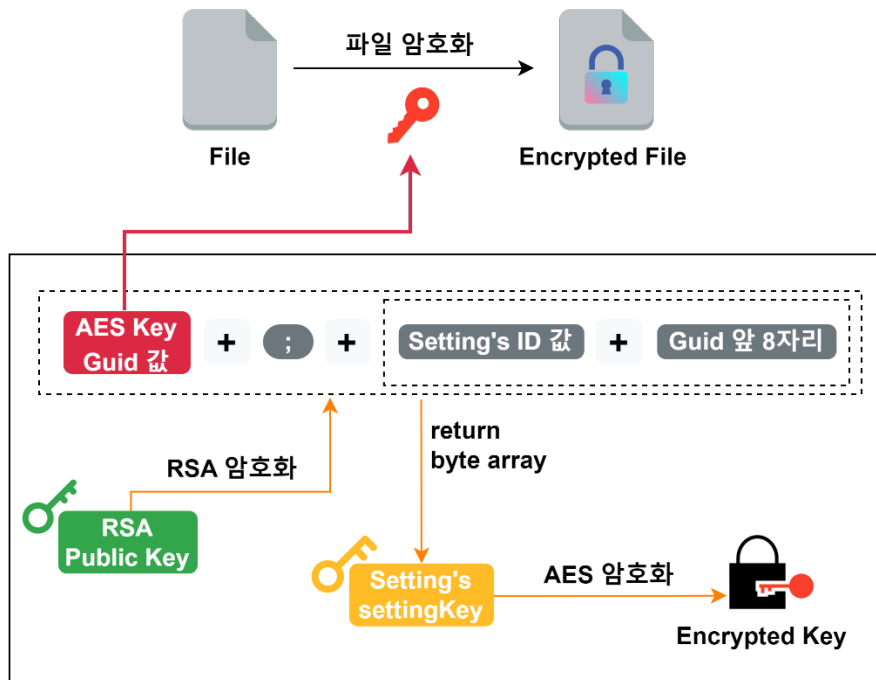 파일 암호화
File
Encrypted File
AES Key
Guid 값
+
;
+
Setting's ID 값
+
Guid 앞 8자리
return
byte array
RSA 암호화
RSA
Public Key
Setting's
settingKey
AES 암호화
Encrypted Key